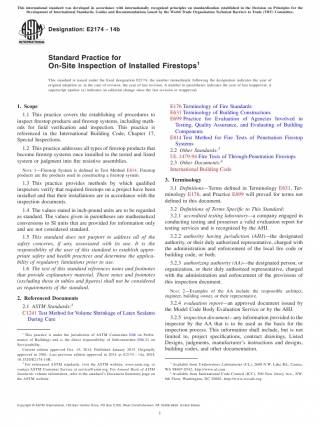 This international standard was developed in accordance with internationally recognized principles on standardization established in the Decision on Principles for the
Development of International Standards, Guides and Recommendations issued by the World Trade Organization Technical Barriers to Trade (TBT) Committee.
Designation: E2174 - 14b
INTERNATIONAL
Standard Practice for
On-Site Inspection of Installed Firestops¹
This standard is issued under the fixed designation E2174; the number immediately following the designation indicates the year of
original adoption or, in the case of revision, the year of last revision. A number in parentheses indicates the year of last reapproval. A
superscript epsilon (ε) indicates an editorial change since the last revision or reapproval.
1. Scope
1.1 This practice covers the establishing of procedures to
inspect firestop products and firestop systems, including meth-
ods for field verification and inspection. This practice is
referenced in the International Code, Chapter 17,
Special Inspections.
1.2 This practice addresses all types of firestop products that
become firestop systems once installed to the tested and listed
system or judgment into the resistive assemblies.
NOTE 1—Firestop System is defined in Test Method E814. Firestop
products are the products used in constructing a firestop system.
1.3 This practice provides methods by which qualified
inspectors verify that required firestops on a project have been
installed and that their installations are in accordance with the
inspection documents.
1.4 The values stated in inch-pound units are to be regarded
as standard. The values given in parentheses are mathematical
conversions to SI units that are provided for information only
and are not considered standard.
1.5 This standard does not purport to address all of the
safety concerns, if any, associated with its use. It is the
responsibility of the user of this standard to establish appro-
priate safety and health practices and determine the applica-
bility of regulatory limitations prior to use.
1.6 The text of this standard references notes and footnotes
that provide explanatory material. These notes and footnotes
(excluding those in tables and figures) shall not be considered
as requirements of the standard.
2. Referenced Documents
2.1 ASTM Standards:²
C1241 Test Method for Volume Shrinkage of Latex Sealants
During Cure
¹ This practice is under the jurisdiction of ASTM Committee E06 on Perfor-
mance of Buildings and is the direct responsibility of Subcommittee E06.21 on
Serviceability.
Current edition approved Oct. 15, 2014. Published January 2015. Originally
approved in 2001. Last previous edition approved in 2014 as E2174 – 14a. DOI:
10.1520/E2174-14B.
² For referenced ASTM standards, visit the ASTM website, www.astm.org, or
contact ASTM Customer Service at service@astm.org. For Annual Book of ASTM
Standards volume information, refer to the standard's Document Summary page on
the ASTM website.
E176 Terminology of Fire Standards
E631 Terminology of Building Constructions
E699 Practice for Evaluation of Agencies Involved in
Testing, Quality Assurance, and Evaluating of Building
Components
E814 Test Method for Fire Tests of Penetration Firestop
Systems
2.2 Other Standards:³
UL 1479-94 Fire Tests of Through-Penetration Firestops
2.3 Other Documents:⁴
International Building Code
3. Terminology
3.1 Definitions—Terms defined in Terminology E631, Ter-
minology E176, and Practice E699 will prevail for terms not
defined in this document.
3.2 Definitions of Terms Specific to This Standard:
3.2.1 accredited testing laboratory—a company engaged in
conducting testing and possesses a valid evaluation report for
testing services and is recognized by the AHJ.
3.2.2 authority having jurisdiction (AHJ)—the designated
authority, or their duly authorized representative, charged with
the administration and enforcement of the local fire code or
building code, or both.
3.2.3 authorizing authority (AA)—the designated person, or
organization, or their duly authorized representative, charged
with the administration and enforcement of the provisions of
this inspection document.
NOTE 2—Examples of the AA include the responsible architect,
engineer, building owner, or their representative.
3.2.4 evaluation report—an approved document issued by
the Model Code Body Evaluation Service or by the AHJ.
3.2.5 inspection document—any information provided to the
inspector by the AA that is to be used as the basis for the
inspection process. This information shall include, but is not
limited to, project specifications, contract drawings, Listed
Designs, judgments, manufacturer's instructions and designs,
building codes, and other documentation.
³ Available from Underwriters Laboratories (UL), 2600 N.W. Lake Rd., Camas,
WA 98607-8542, http://www.ul.com.
⁴ Available from International Code Council (ICC), 500 New Jersey Ave., NW,
6th Floor, Washington, DC 20001, http://www.iccsafe.org.
Copyright © ASTM International, 100 Barr Harbor Drive, PO Box C700, West Conshohocken, PA 19428-2959. United States
1